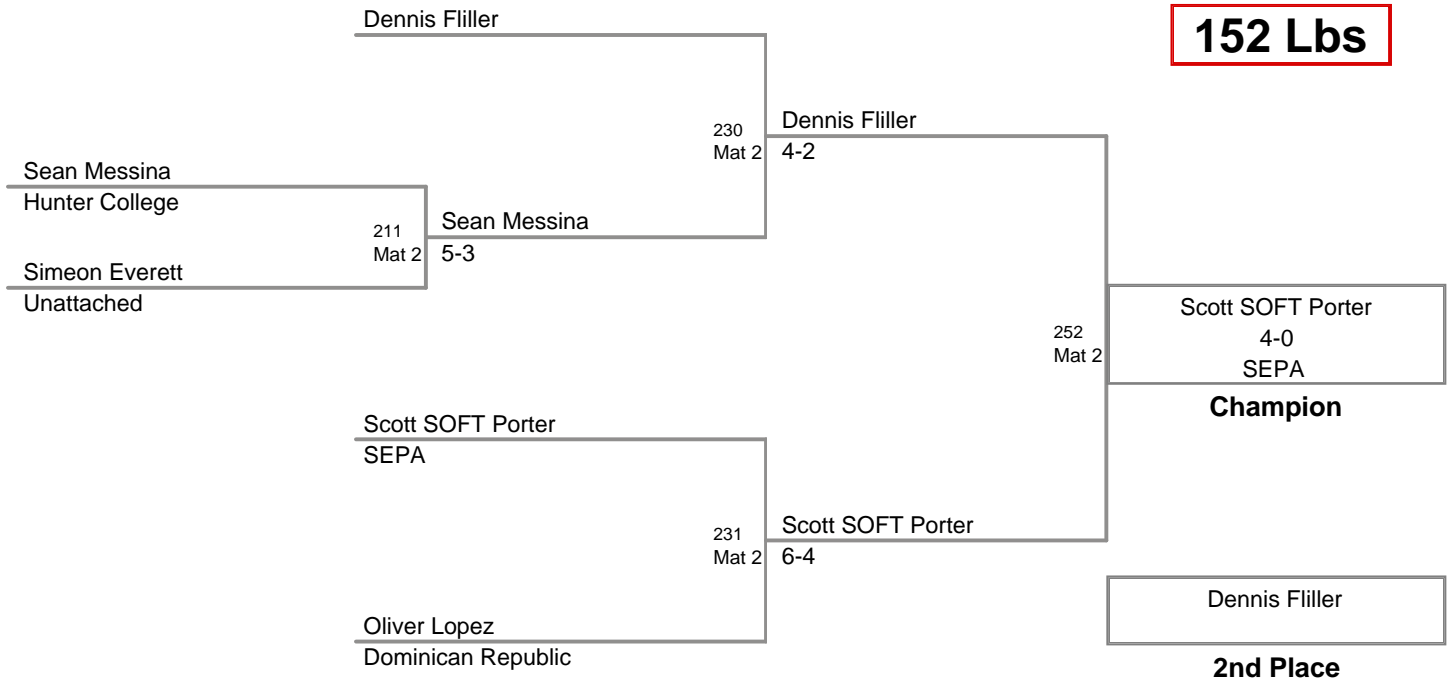 Dennis Fliller
152 Lbs
230
Mat 2
Dennis Fliller
4-2
Sean Messina
Hunter College
211
Mat 2
Sean Messina
5-3
Simeon Everett
Unattached
252
Mat 2
Scott SOFT Porter
4-0
SEPA
Champion
Scott SOFT Porter
SEPA
231
Mat 2
Scott SOFT Porter
6-4
Oliver Lopez
Dominican Republic
Dennis Fliller
2nd Place